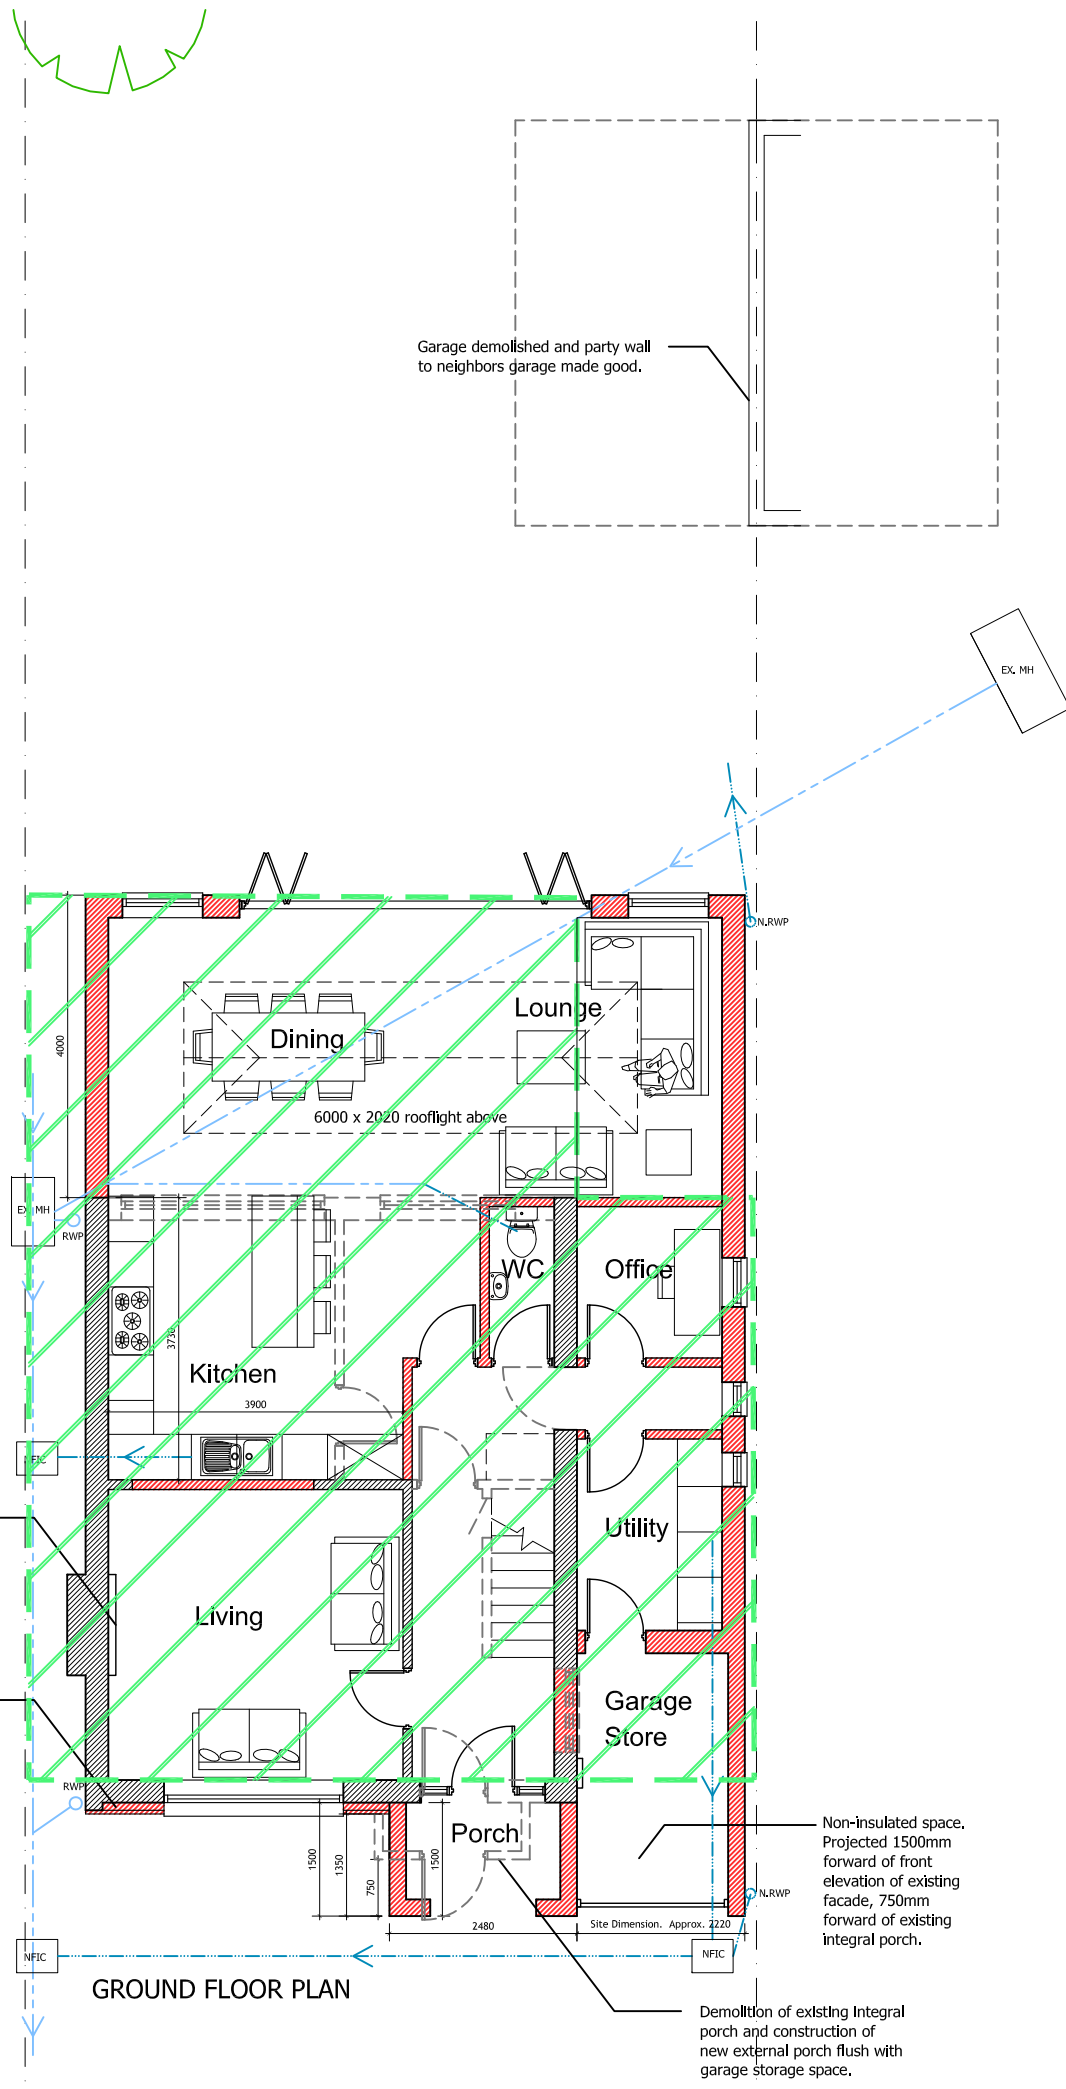 Garage demolished and party wall
to neighbors garage made good.
EX. MH
N.RWP
4000
Dining
Lounge
6000 x 2020 rooflight above
EX. MH
RWP
WC
Office
3730
Kitchen
3900
NFIC
Utility
Living
Garage
Store
RWP
Porch
1500
1350
750
1500
Non-insulated space.
Projected 1500mm
forward of front
elevation of existing
facade, 750mm
forward of existing
integral porch.
N.RWP
2480
Site Dimension. Approx. 2220
NFIC
NFIC
GROUND FLOOR PLAN
Demolition of existing integral
porch and construction of
new external porch flush with
garage storage space.